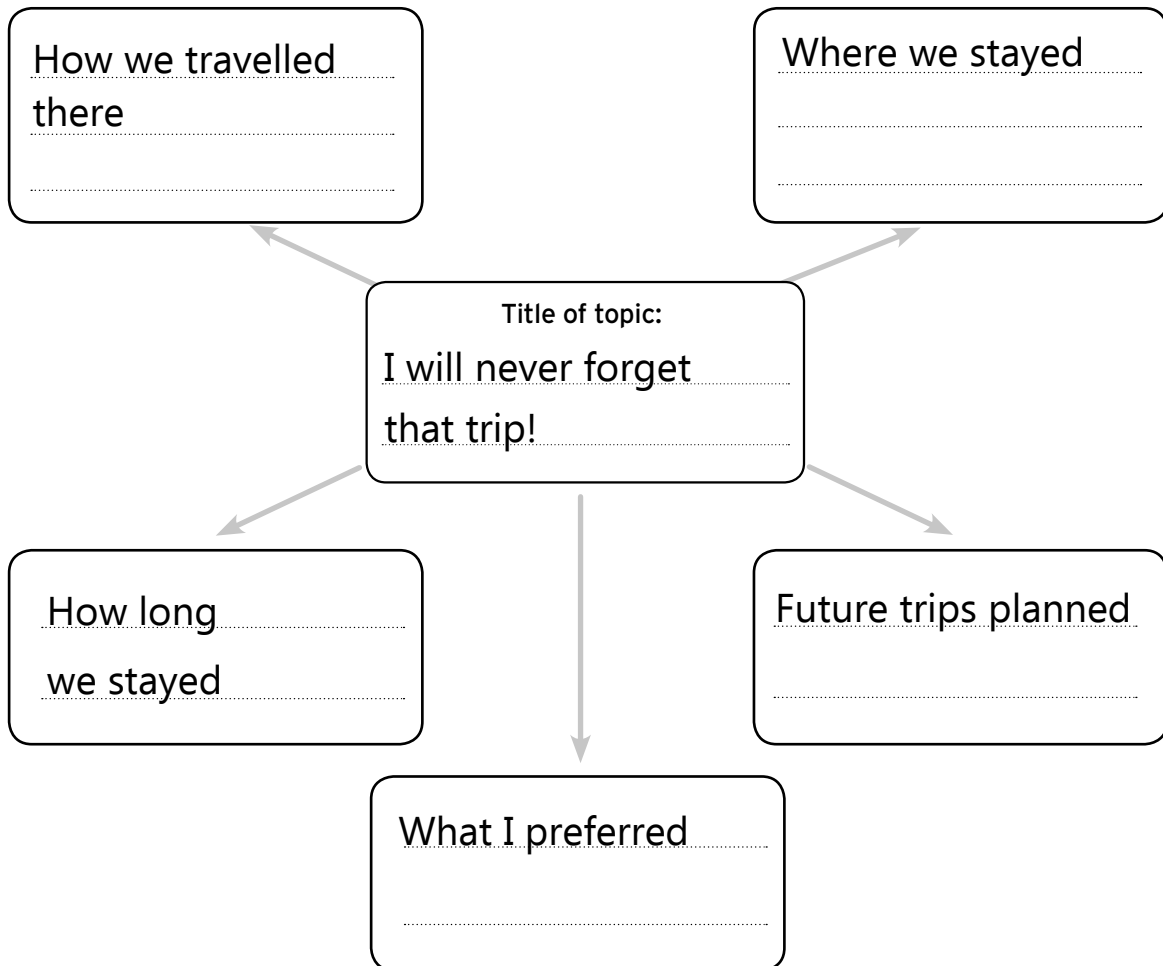 How we travelled
there
Where we stayed
Title of topic:
I will never forget
that trip!
How long
we stayed
Future trips planned
What I preferred